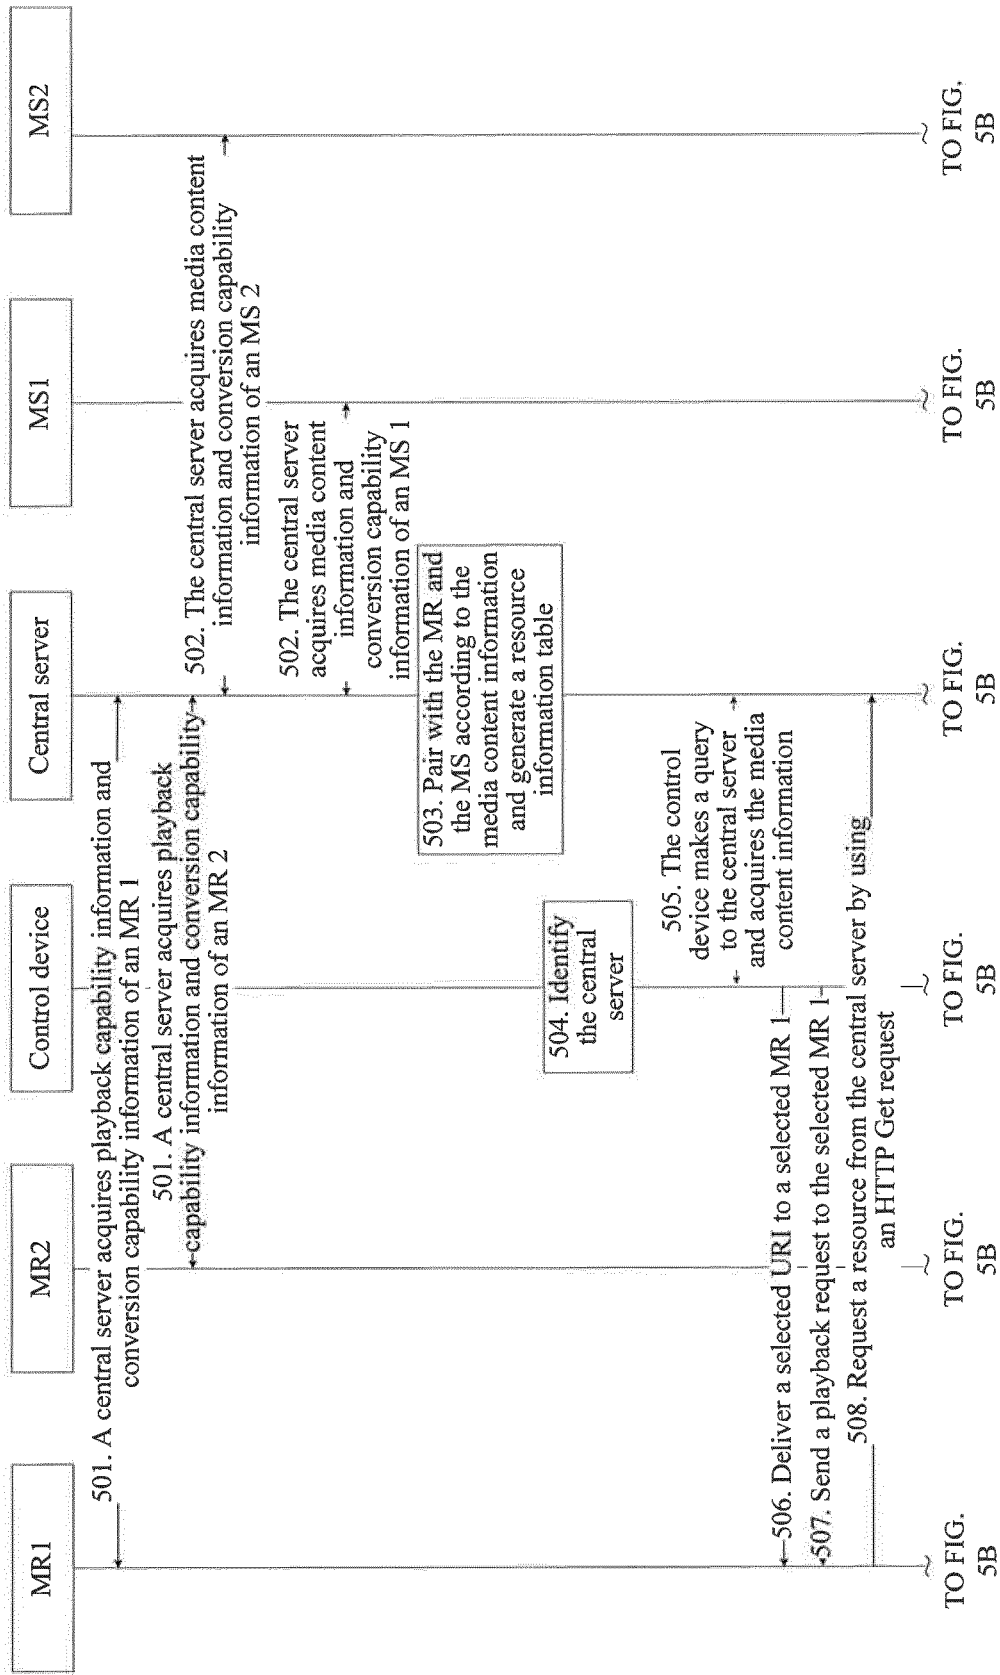 MR1
MR2
Control device
Central server
MS1
MS2
501. A central server acquires playback capability information and
conversion capability information of an MR 1
501. A central server acquires playback
capability information and conversion capability
information of an MR 2
502. The central server acquires media content
information and conversion capability
information of an MS 2
502. The central server
acquires media content
information and
conversion capability
information of an MS 1
503. Pair with the MR and
the MS according to the
media content information
and generate a resource
information table
504. Identify
the central
server
505. The control
device makes a query
to the central server
and acquires the media
content information
506. Deliver a selected URI to a selected MR 1
507. Send a playback request to the selected MR 1
508. Request a resource from the central server by using
an HTTP Get request
TO FIG.
5B
TO FIG.
5B
TO FIG.
5B
TO FIG.
5B
TO FIG.
5B
TO FIG.
5B